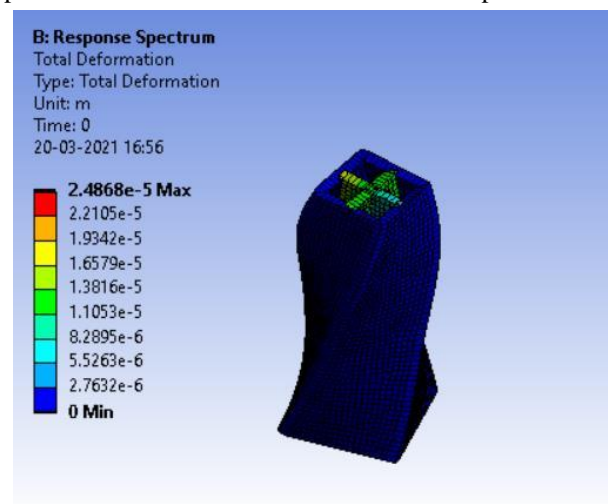 B: Response Spectrum
Total Deformation
Type: Total Deformation
Unit: m
Time: 0
20-03-2021 16:56
2.4868e-5 Max
2.2105e-5
1.9342e-5
1.6579e-5
1.3816e-5
1.1053e-5
8.2895e-6
5.5263e-6
2.7632e-6
0 Min